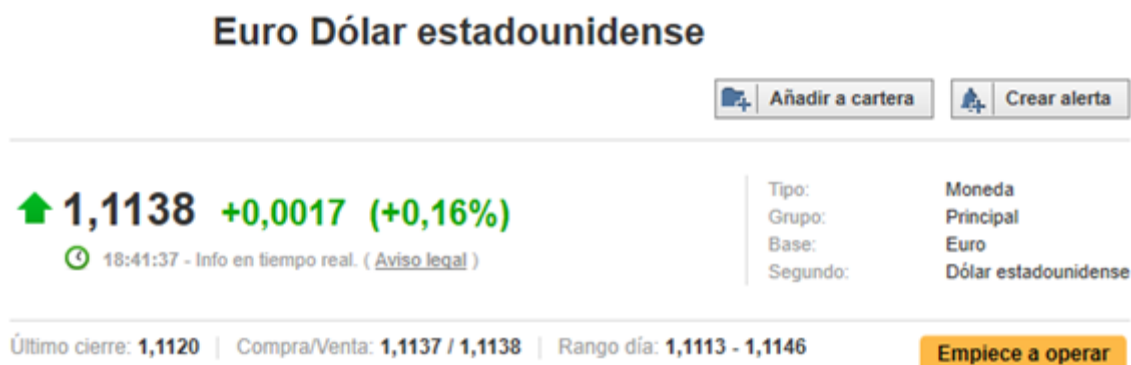 Euro Dólar estadounidense
Añadir a cartera
Crear alerta
1,1138 +0,0017 (+0,16%)
18:41:37 - Info en tiempo real. ( Aviso legal )
Tipo: Moneda
Grupo: Principal
Base: Euro
Segundo: Dólar estadounidense
Último cierre: 1,1120 | Compra/Venta: 1,1137 / 1,1138 | Rango día: 1,1113 - 1,1146
Empiece a operar